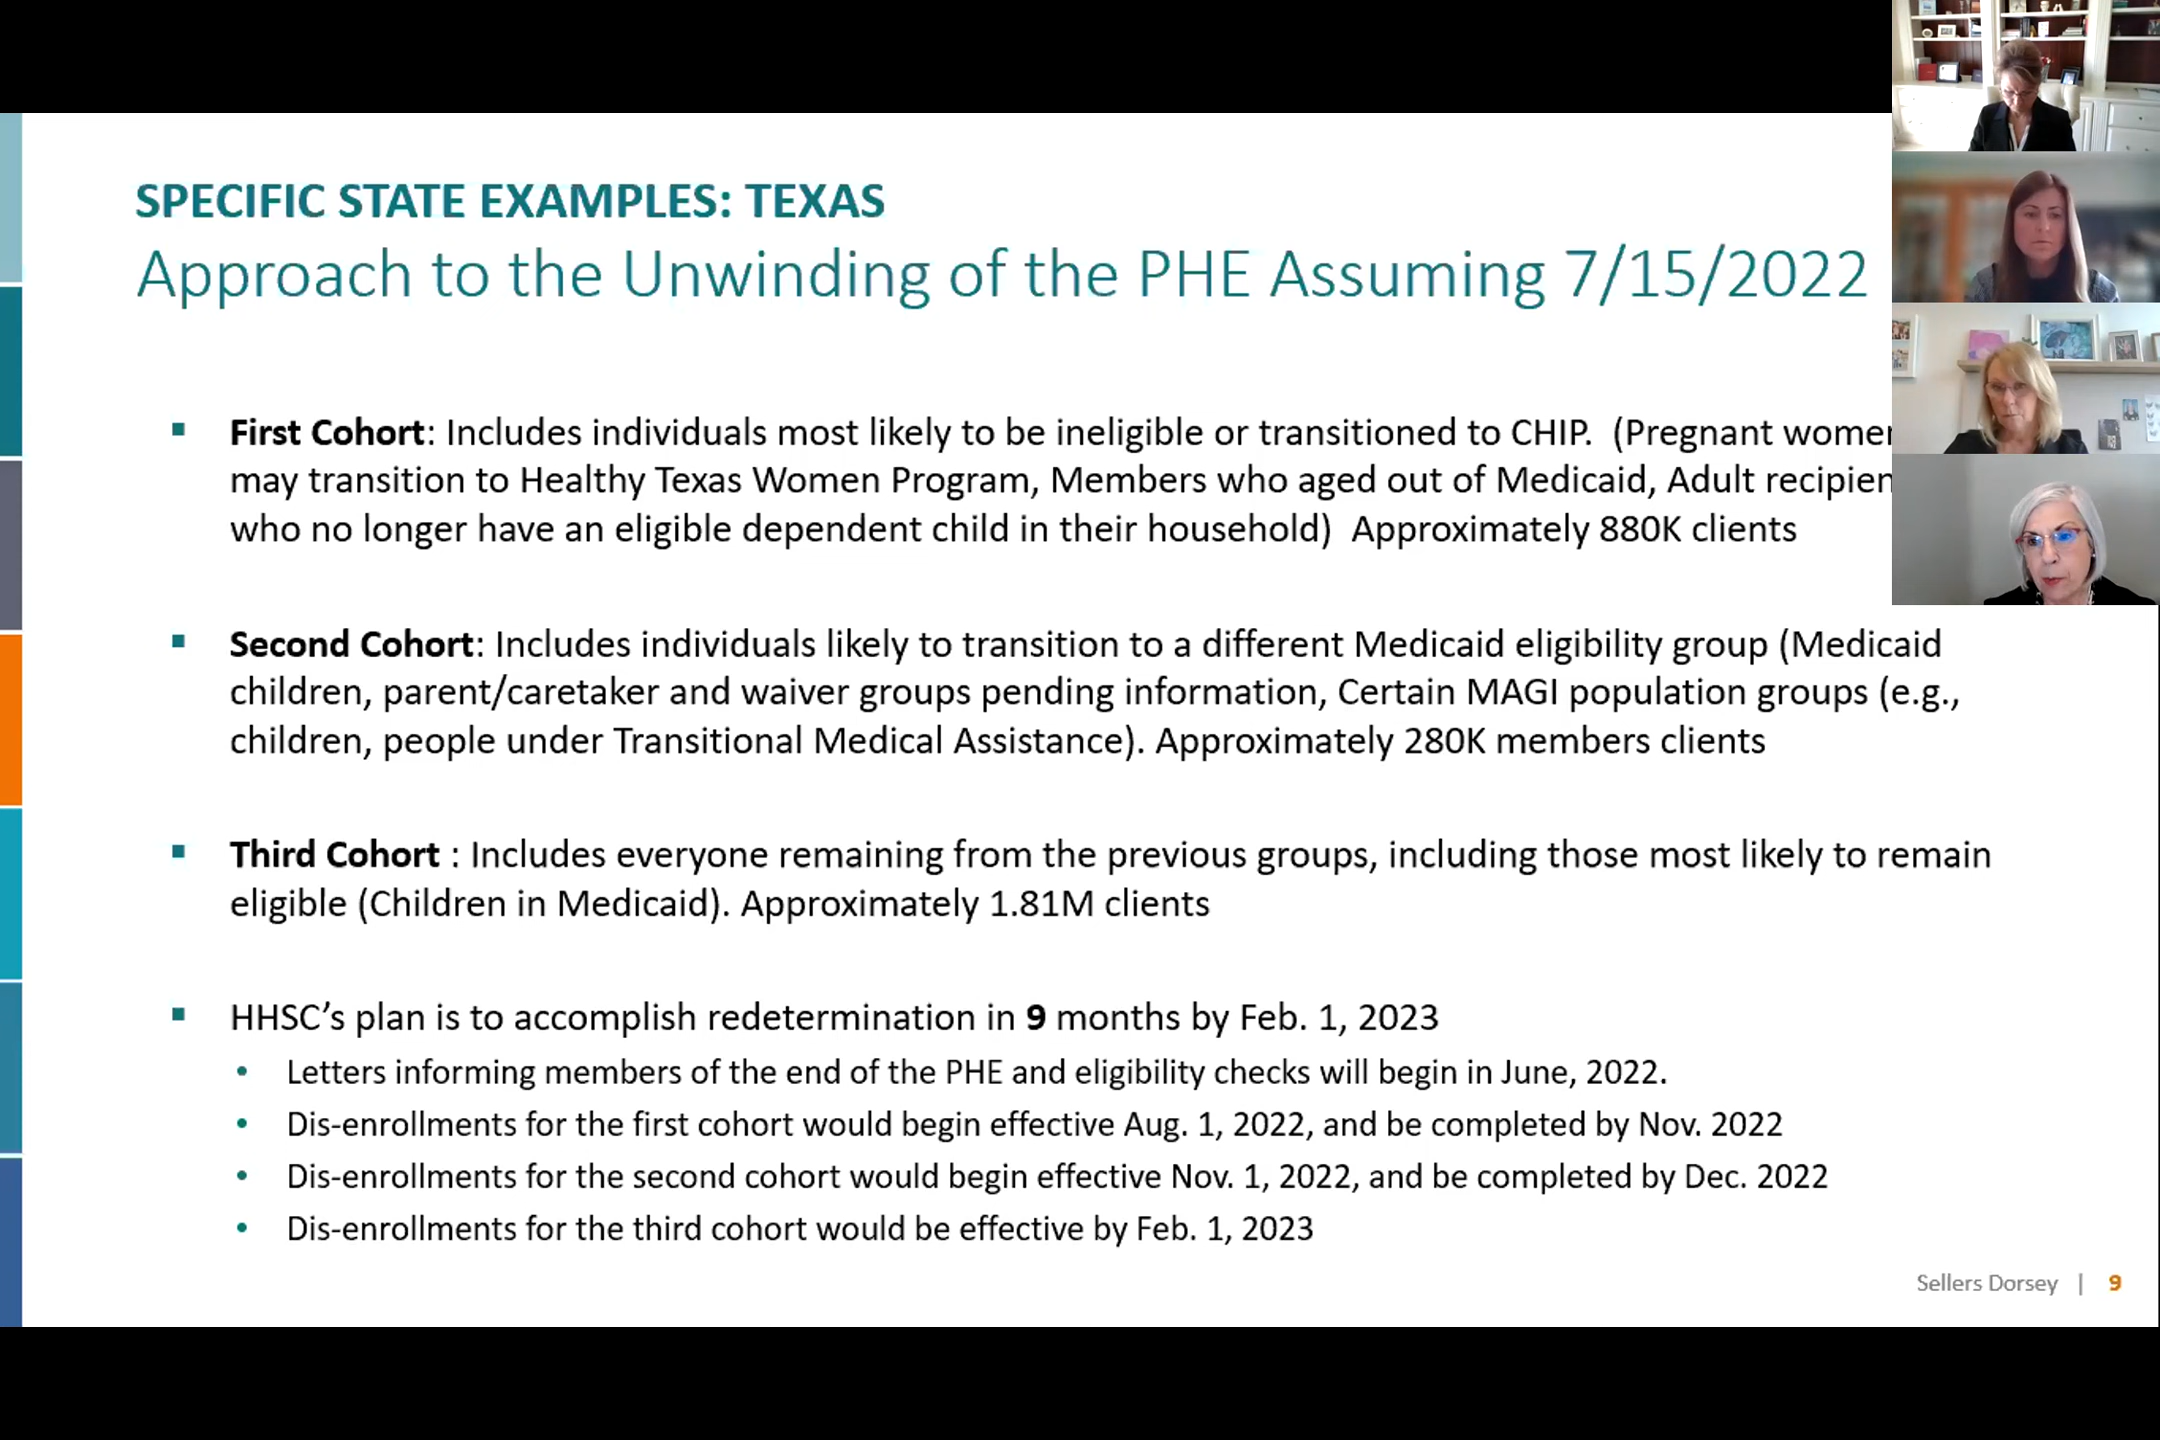 SPECIFIC STATE EXAMPLES: TEXAS
Approach to the Unwinding of the PHE Assuming 7/15/2022
▪ First Cohort: Includes individuals most likely to be ineligible or transitioned to CHIP. (Pregnant
may transition to Healthy Texas Women Program, Members who aged out of Medicaid, Adult
who no longer have an eligible dependent child in their household) Approximately 880K clients
▪ Second Cohort: Includes individuals likely to transition to a different Medicaid eligibility group (Medicaid
children, parent/caretaker and waiver groups pending information, Certain MAGI population groups (e.g.,
children, people under Transitional Medical Assistance). Approximately 280K members clients
▪ Third Cohort : Includes everyone remaining from the previous groups, including those most likely to remain
eligible (Children in Medicaid). Approximately 1.81M clients
▪ HHSC’s plan is to accomplish redetermination in 9 months by Feb. 1, 2023
• Letters informing members of the end of the PHE and eligibility checks will begin in June, 2022.
• Dis-enrollments for the first cohort would begin effective Aug. 1, 2022, and be completed by Nov. 2022
• Dis-enrollments for the second cohort would begin effective Nov. 1, 2022, and be completed by Dec. 2022
• Dis-enrollments for the third cohort would be effective by Feb. 1, 2023
Sellers Dorsey | 9